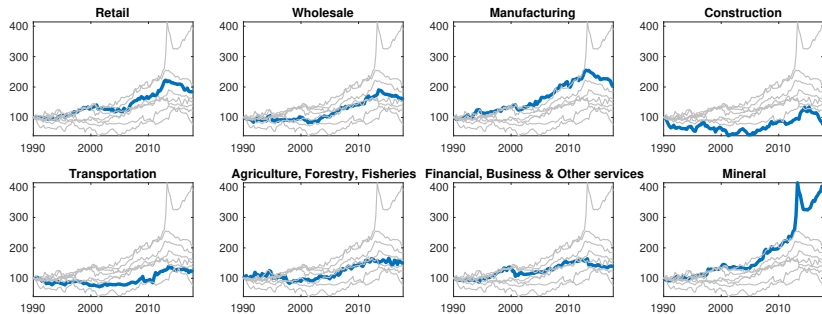 Retail Wholesale Manufacturing Construction
400 400 400 400
300 300 300 300
200 200 200 200
100 100 100 100
1990 2000 2010 1990 2000 2010 1990 2000 2010 1990 2000 2010
Transportation Agriculture, Forestry, Fisheries Financial, Business & Other services Mineral
400 400 400 400
300 300 300 300
200 200 200 200
100 100 100 100
1990 2000 2010 1990 2000 2010 1990 2000 2010 1990 2000 2010